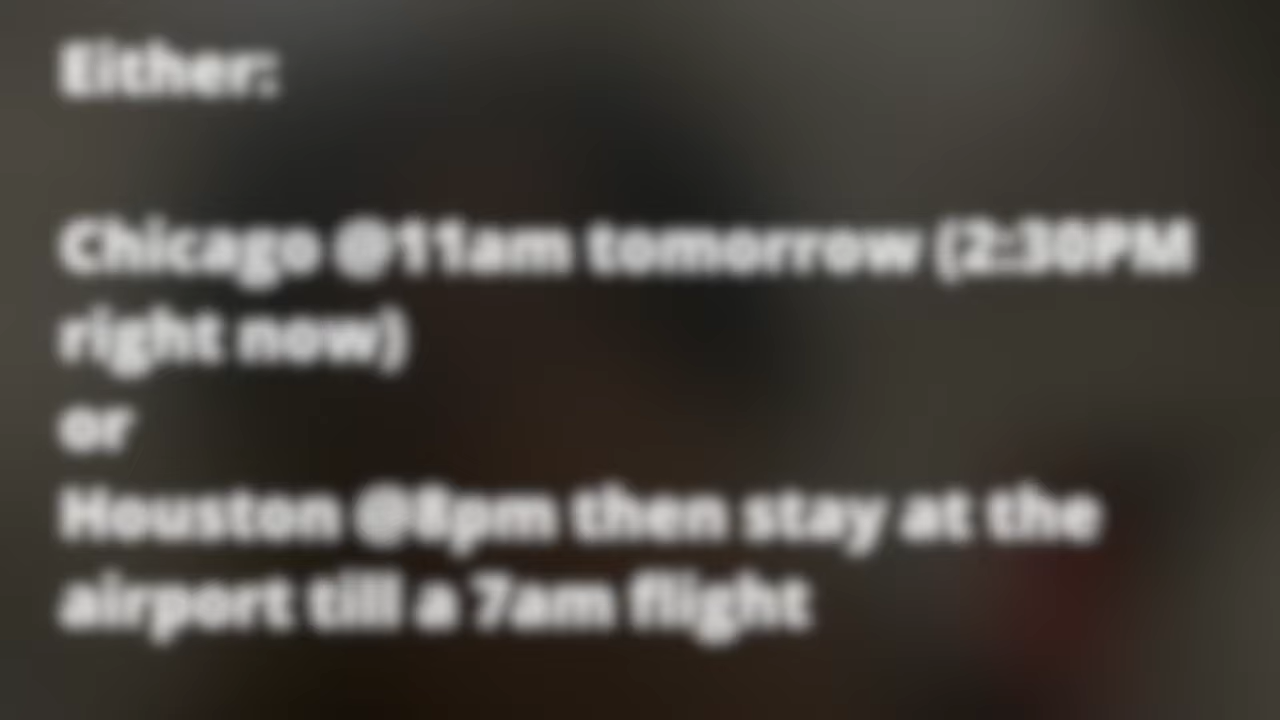 Either:
Chicago @11am tomorrow (2:30PM
right now)
or
Houston @8pm then stay at the
airport till a 7am flight